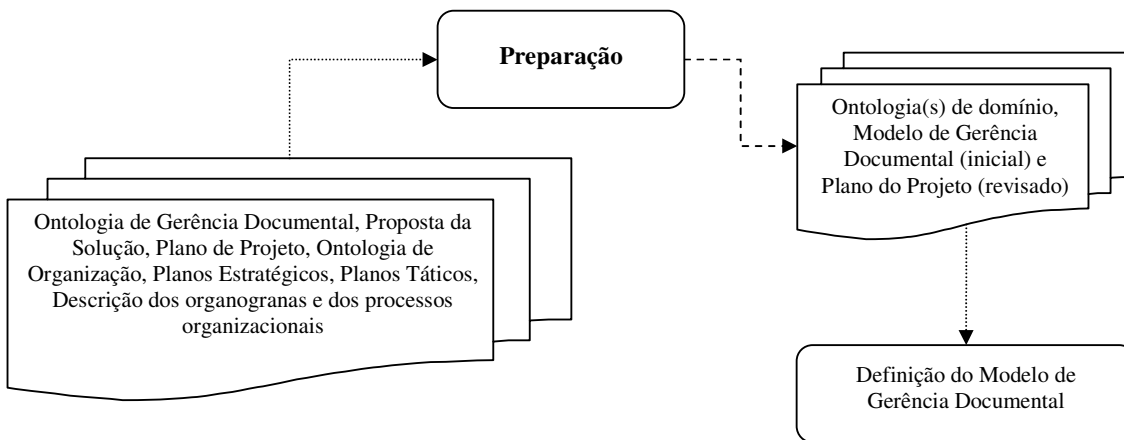 Preparação
Ontologia(s) de domínio,
Modelo de Gerência
Documental (inicial) e
Plano do Projeto (revisado)
Ontologia de Gerência Documental, Proposta da
Solução, Plano de Projeto, Ontologia de
Organização, Planos Estratégicos, Planos Táticos,
Descrição dos organogranas e dos processos
organizacionais
Definição do Modelo de
Gerência Documental